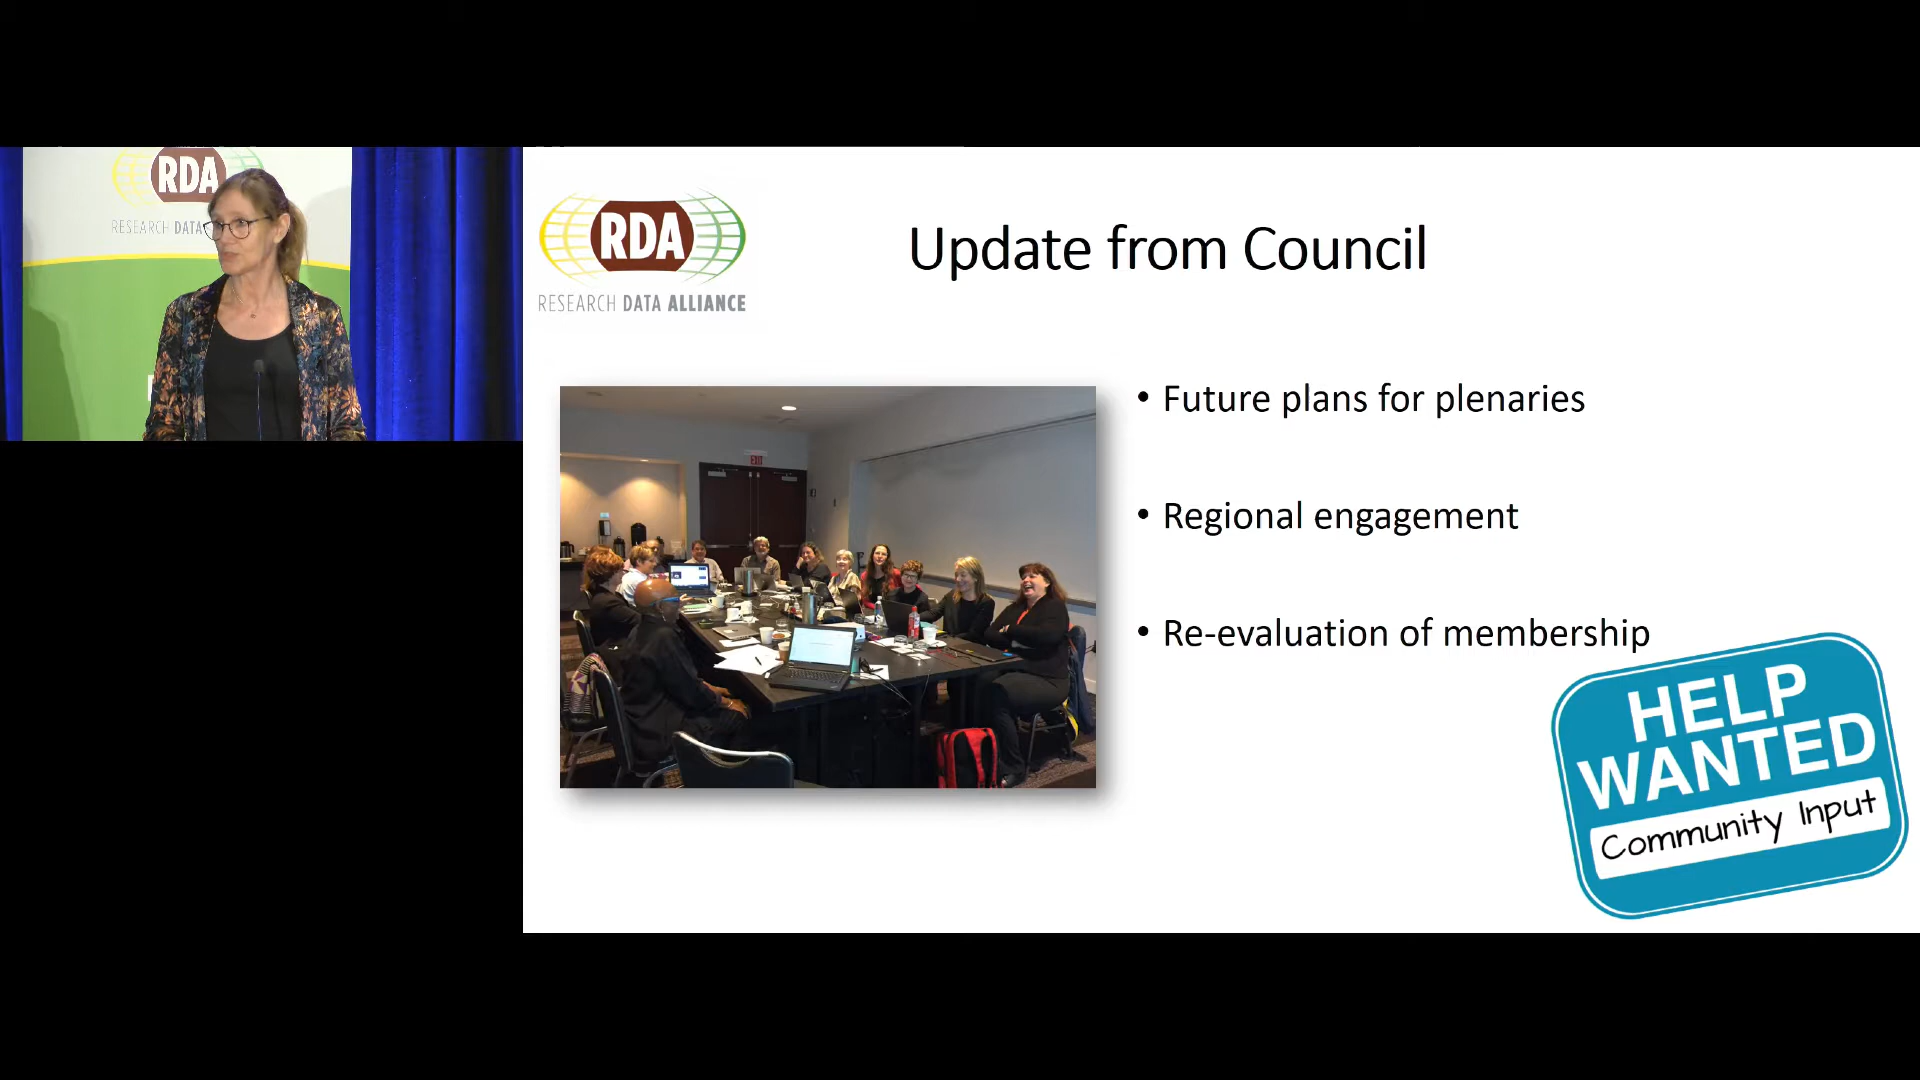 RDA
RESEARCH DATA
RDA
RESEARCH DATA ALLIANCE
Update from Council
• Future plans for plenaries
• Regional engagement
• Re-evaluation of membership
HELP
WANTED
Community Input